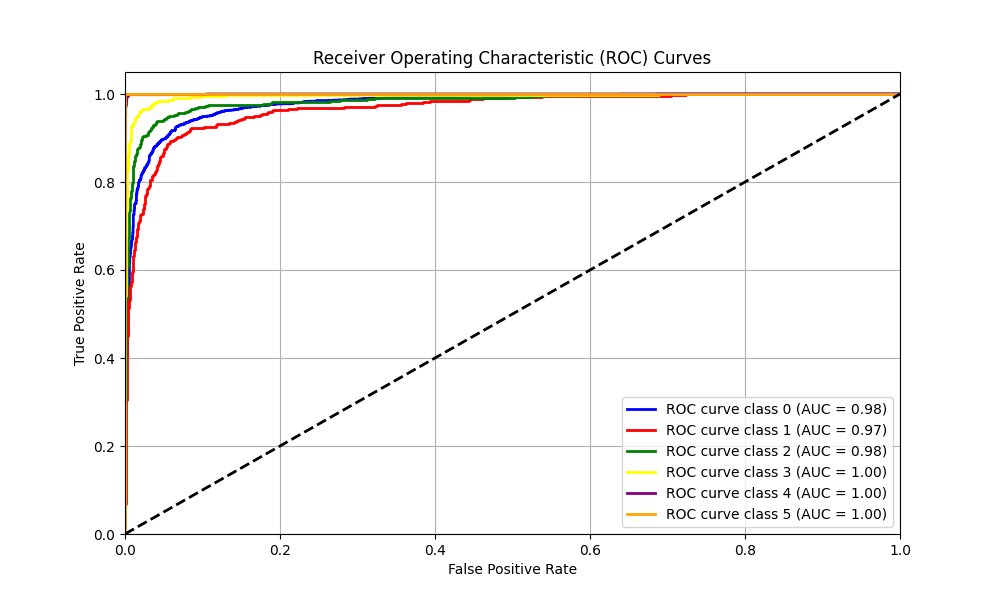 Receiver Operating Characteristic (ROC) Curves
True Positive Rate
1.0
0.8
0.6
0.4
0.2
0.0
ROC curve class 0 (AUC = 0.98)
ROC curve class 1 (AUC = 0.97)
ROC curve class 2 (AUC = 0.98)
ROC curve class 3 (AUC = 1.00)
ROC curve class 4 (AUC = 1.00)
ROC curve class 5 (AUC = 1.00)
0.0 0.2 0.4 0.6 0.8 1.0
False Positive Rate